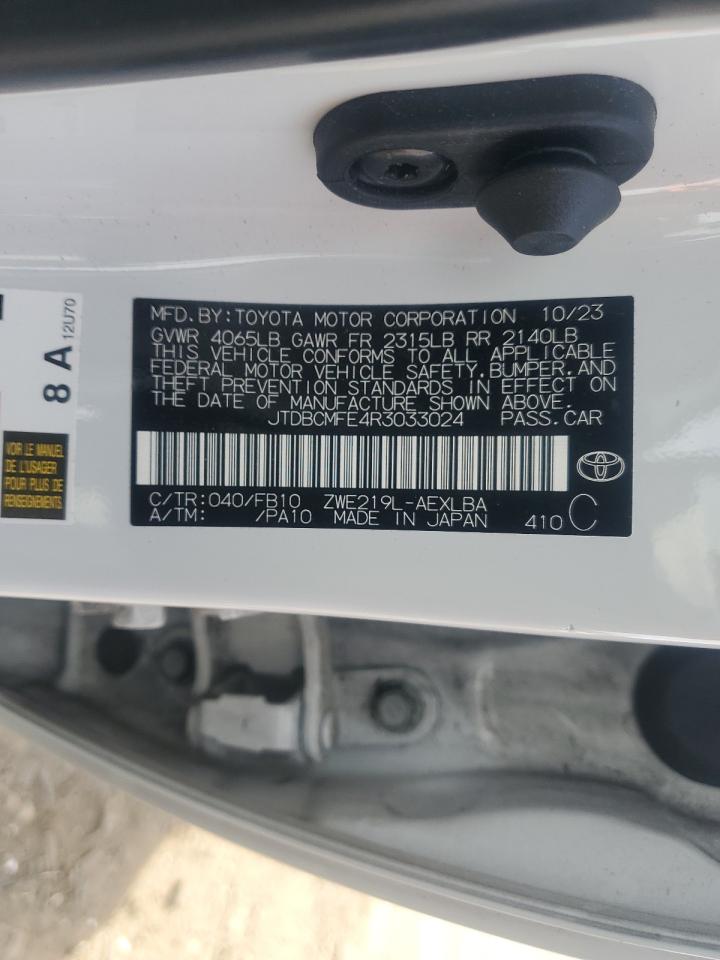 8 A
12U70
VOIR LE MANUEL
DE L'USAGER
POUR PLUS DE
RENSEIGNEMENTS
MFD. BY: TOYOTA MOTOR CORPORATION 10/23
GVWR 4065LB GAWR FR 2315LB RR 2140LB
THIS VEHICLE CONFORMS TO ALL APPLICABLE
FEDERAL MOTOR VEHICLE SAFETY, BUMPER, AND
THEFT PREVENTION STANDARDS IN EFFECT ON
THE DATE OF MANUFACTURE SHOWN ABOVE.
JTDBCMFE4R3033024 PASS. CAR
C/TR: 040/FB10 ZWE219L-AEXLBA
A/TM: /PA10 MADE IN JAPAN 410 C